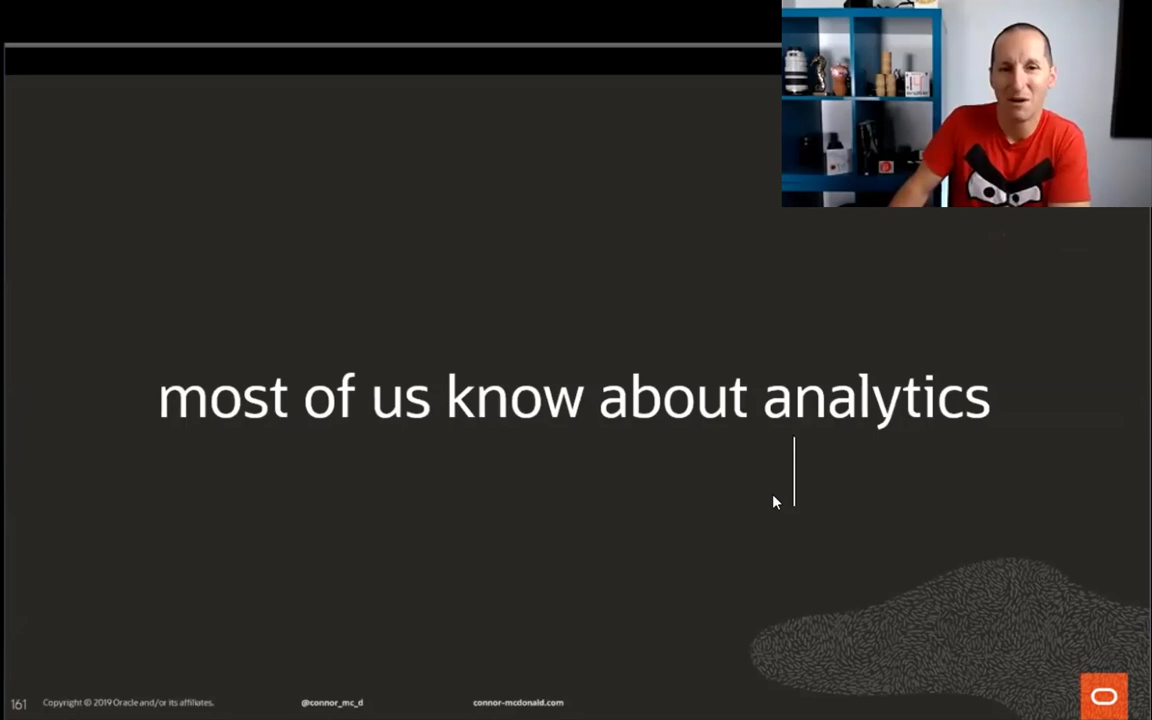 most of us know about analytics
161 Copyright © 2019 Oracle and/or its affiliates. @connor_mc_d connor-mcdonald.com